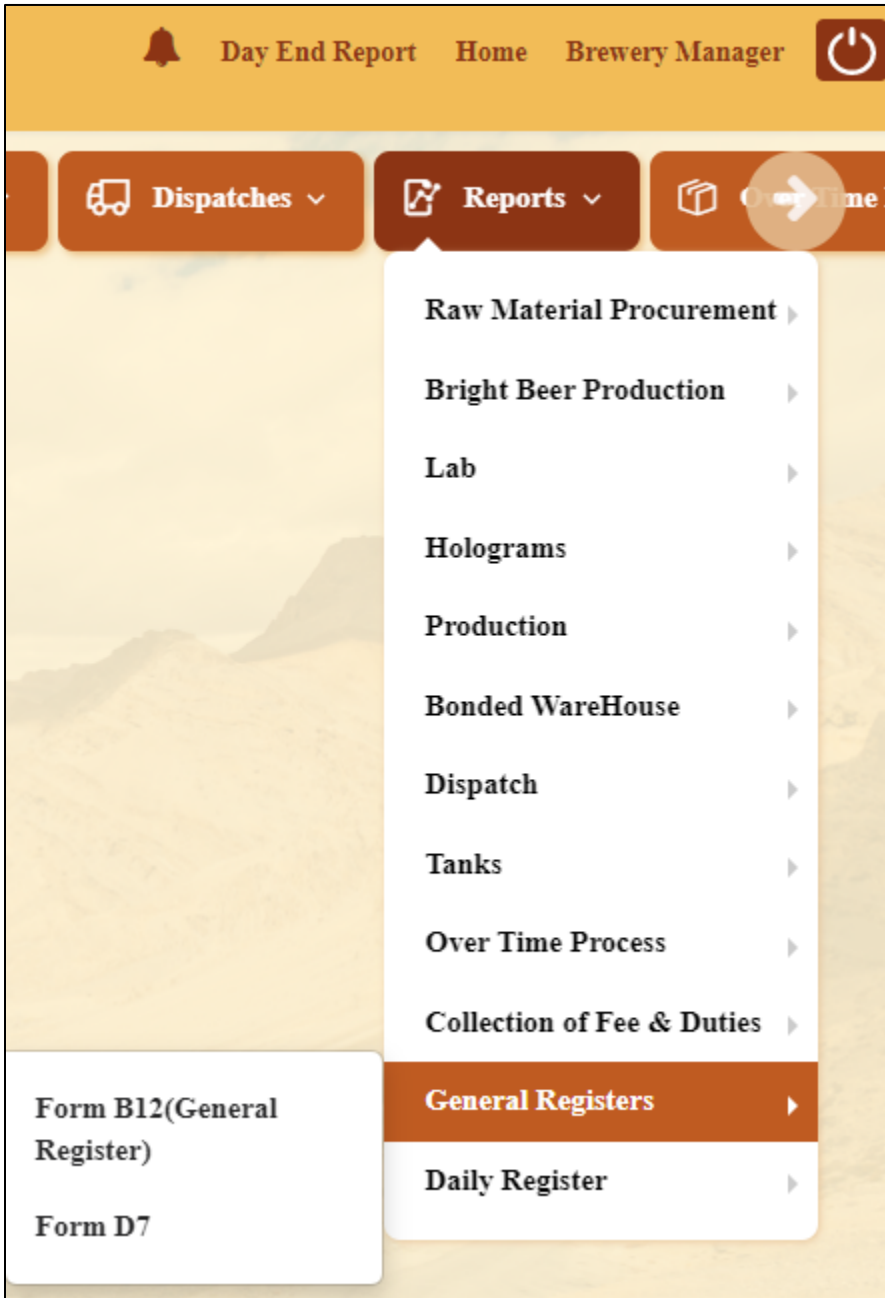 Day End Report Home Brewery Manager
Dispatches Reports Over Time
Raw Material Procurement
Bright Beer Production
Lab
Holograms
Production
Bonded WareHouse
Dispatch
Tanks
Over Time Process
Collection of Fee & Duties
General Registers
Form B12(General
Register)
Form D7
Daily Register